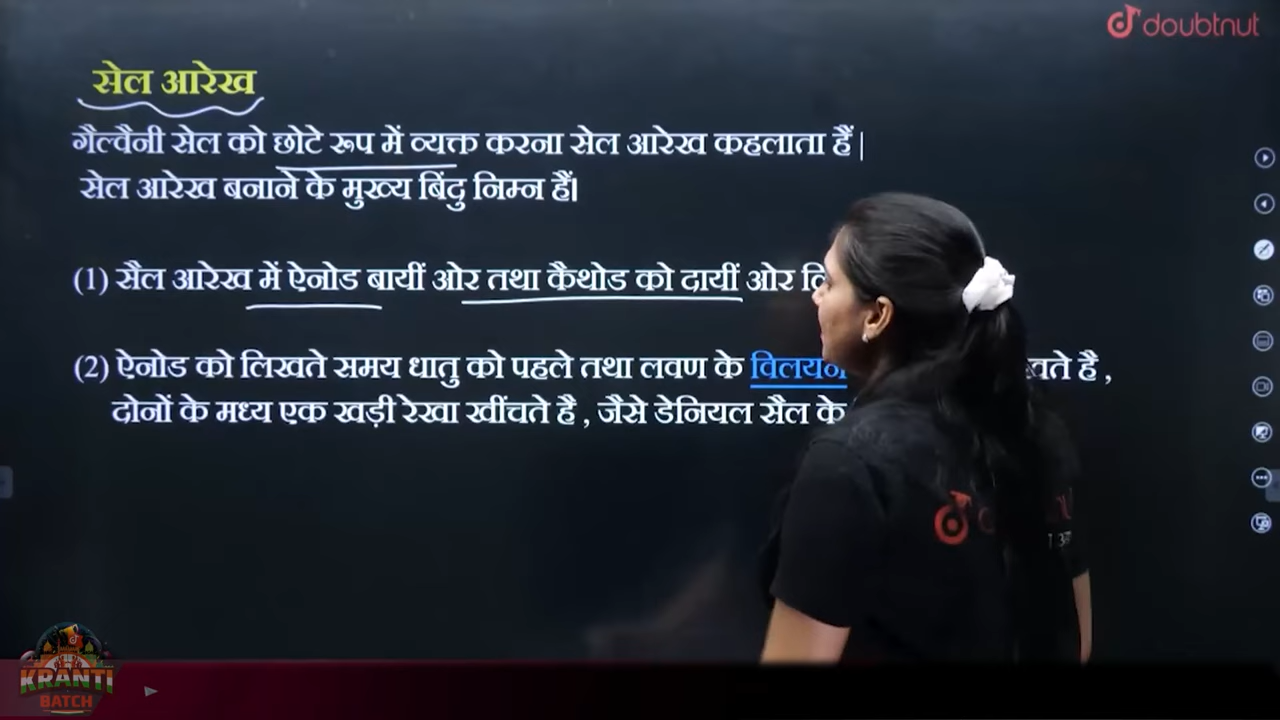 doubtnut
सेल आरेख
गैल्वैनी सेल को छोटे रूप में व्यक्त करना सेल आरेख कहलाता हैं |
सेल आरेख बनाने के मुख्य बिंदु निम्न हैं।
(1) सैल आरेख में ऐनोड बायीं ओर तथा कैथोड को दायीं ओर
(2) ऐनोड को लिखते समय धातु को पहले तथा लवण के विलयन है ,
दोनों के मध्य एक खड़ी रेखा खींचते है , जैसे डेनियल सैल के
KRANTI
BATCH